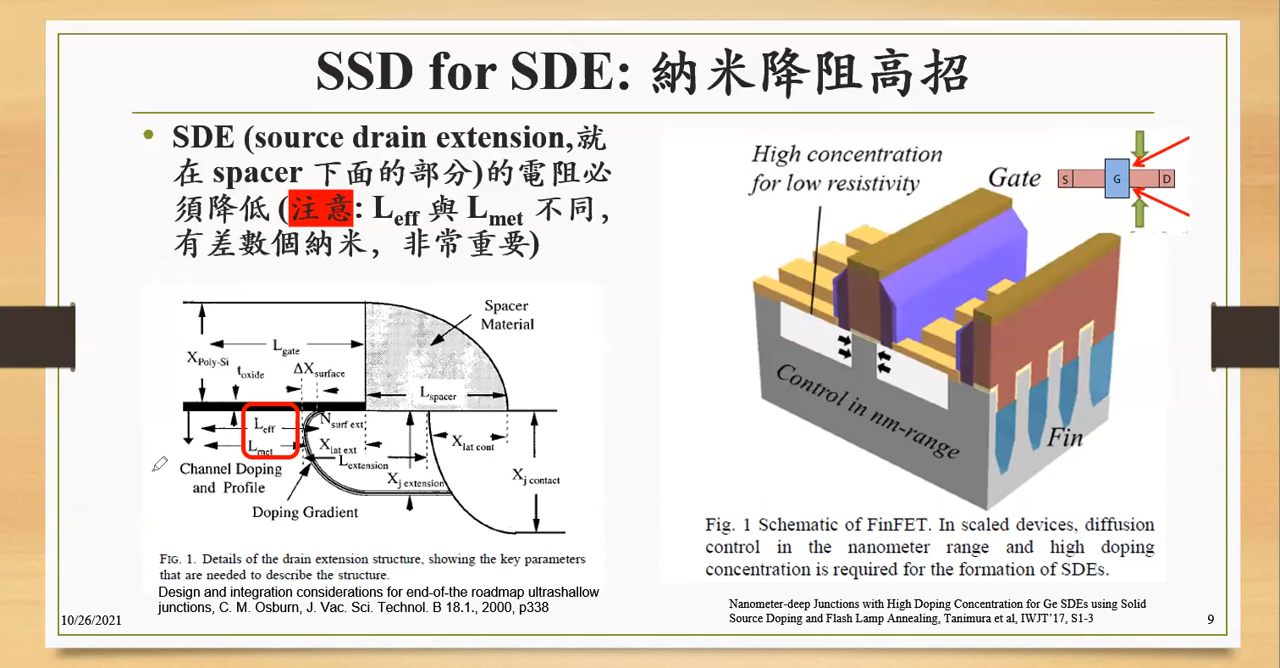 SSD for SDE: 納米降阻高招
• SDE (source drain extension,就
在 spacer 下面的部分)的電阻必
須降低 (注意: Leff 與 Lmet 不同,
有差數個納米, 非常重要)
Spacer
Material
XPoly-Si
Lgate
toxide
ΔXsurface
Lspacer
Leff
Nsurf ext
Lmet
Xlat ext
Xlat cont
Lextension
Xj extension
Xj contact
Channel Doping
and Profile
Doping Gradient
FIG. 1. Details of the drain extension structure, showing the key parameters
that are needed to describe the structure.
Design and integration considerations for end-of-the roadmap ultrashallow
junctions, C. M. Osburn, J. Vac. Sci. Technol. B 18.1., 2000, p338
High concentration
for low resistivity
Gate
S
G
D
Control in nm-range
Fin
Fig. 1 Schematic of FinFET. In scaled devices, diffusion
control in the nanometer range and high doping
concentration is required for the formation of SDEs.
Nanometer-deep Junctions with High Doping Concentration for Ge SDEs using Solid
Source Doping and Flash Lamp Annealing, Tanimura et al, IWJT'17, S1-3
10/26/2021
9